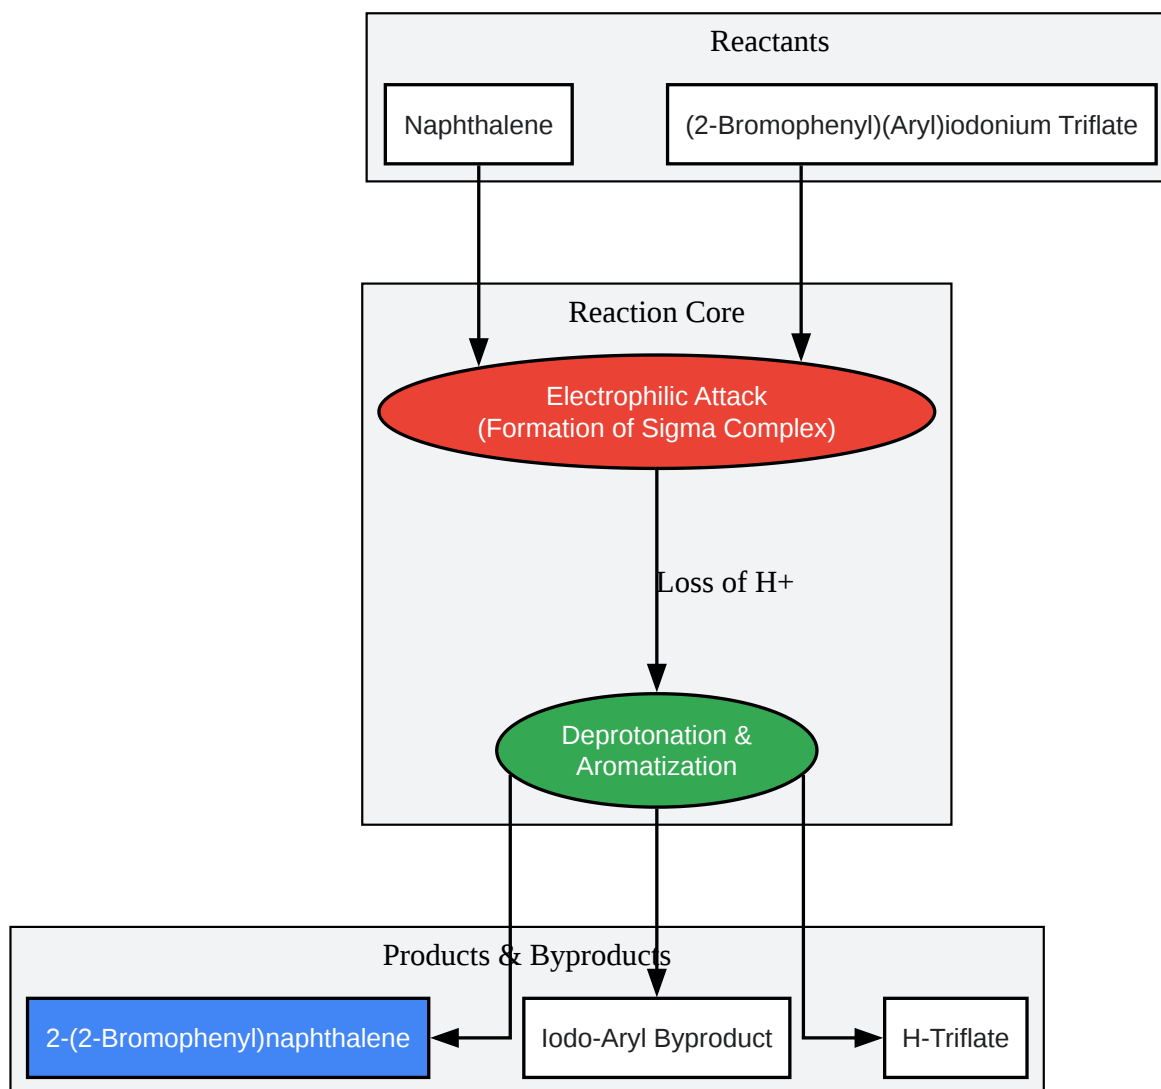 Reactants
Naphthalene
(2-Bromophenyl)(Aryl)iodonium Triflate
Reaction Core
Electrophilic Attack
(Formation of Sigma Complex)
Loss of H+
Deprotonation &
Aromatization
Products & Byproducts
2-(2-Bromophenyl)naphthalene
Iodo-Aryl Byproduct
H-Triflate